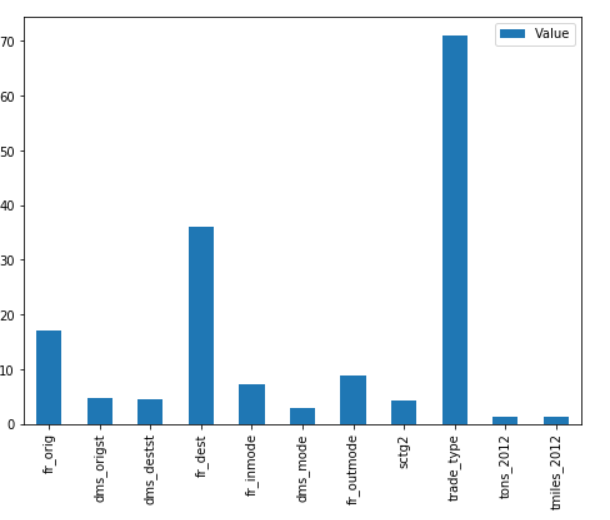 Value
70
60
50
40
30
20
10
0
fr_orig
dms_origst
dms_destst
fr_dest
fr_inmode
dms_mode
fr_outmode
sctg2
trade_type
tons_2012
tmiles_2012